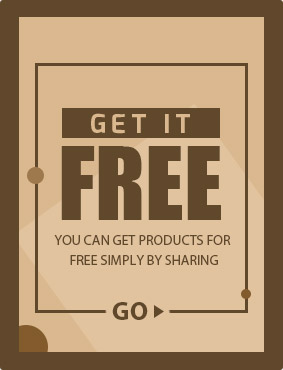 GET IT
FREE
YOU CAN GET PRODUCTS FOR
FREE SIMPLY BY SHARING
GO